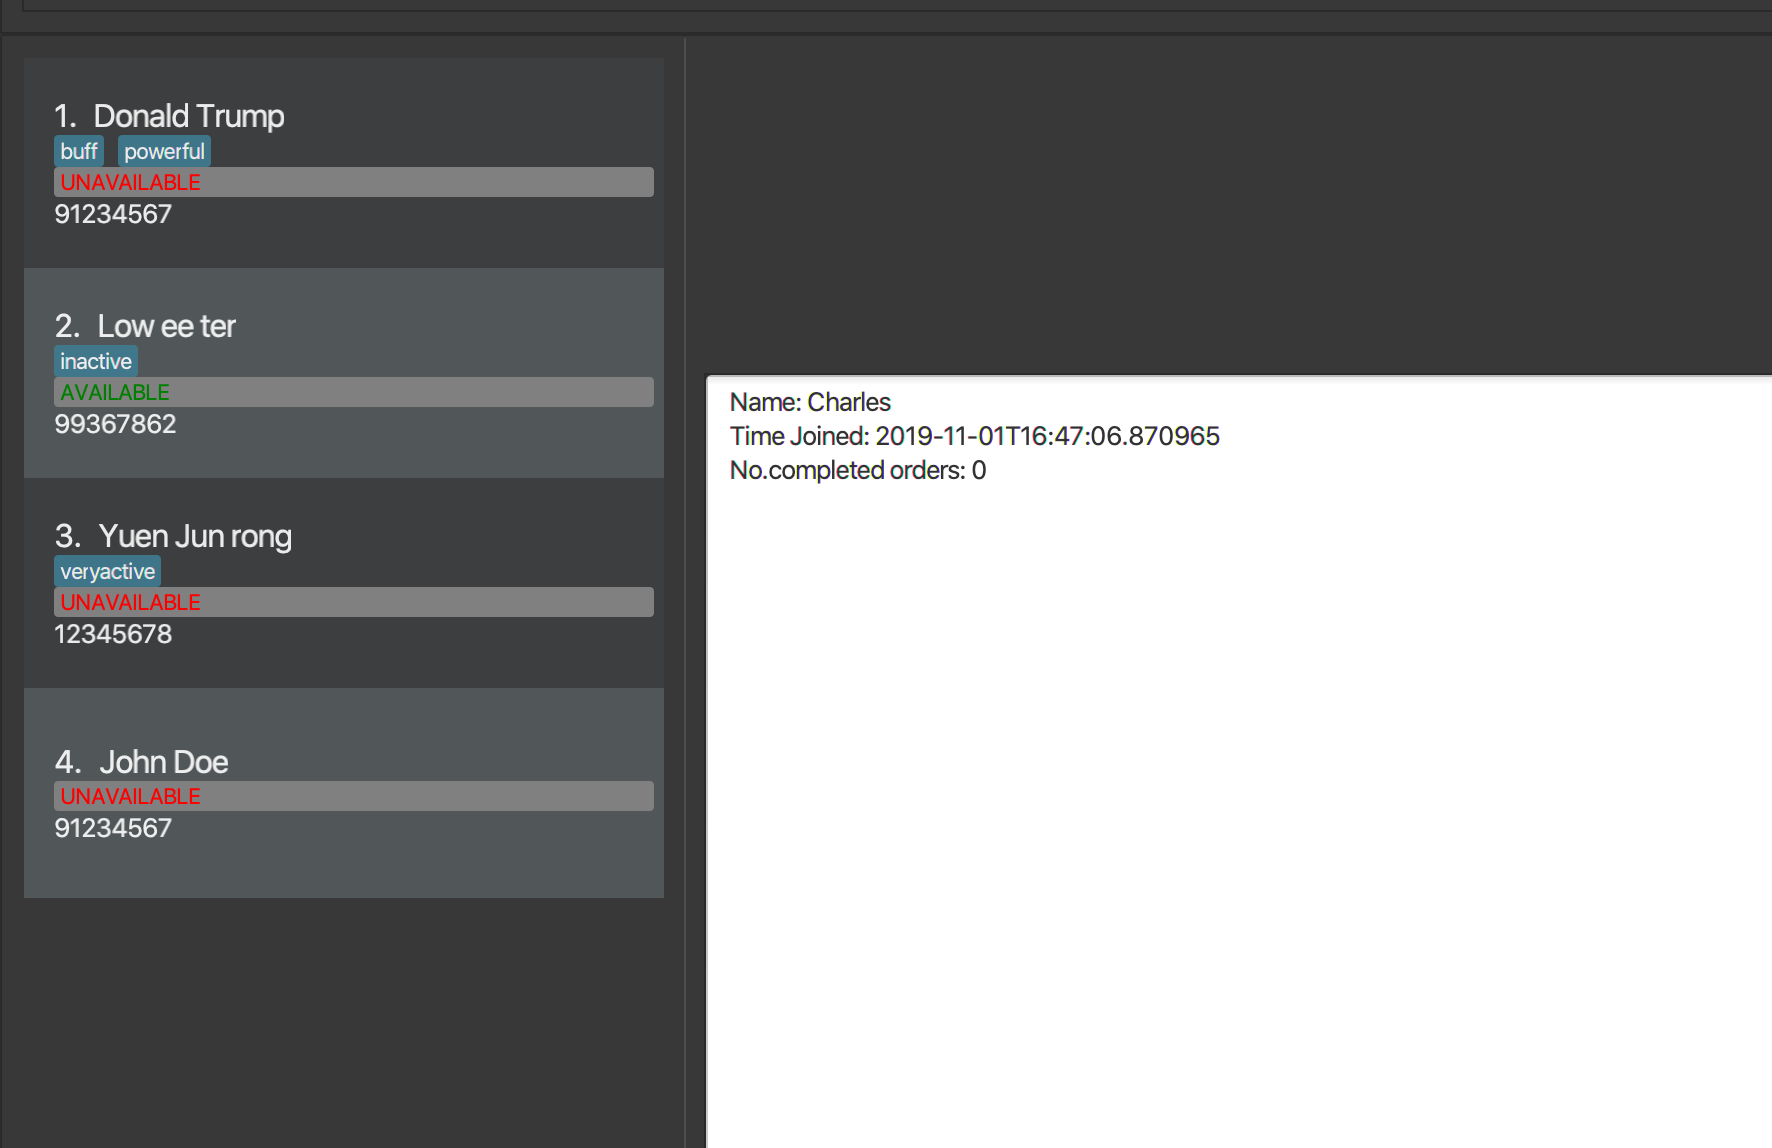 1. Donald Trump
buff powerful
UNAVAILABLE
91234567
2. Low ee ter
inactive
AVAILABLE
99367862
3. Yuen Jun rong
veryactive
UNAVAILABLE
12345678
4. John Doe
UNAVAILABLE
91234567
Name: Charles
Time Joined: 2019-11-01T16:47:06.870965
No.completed orders: 0